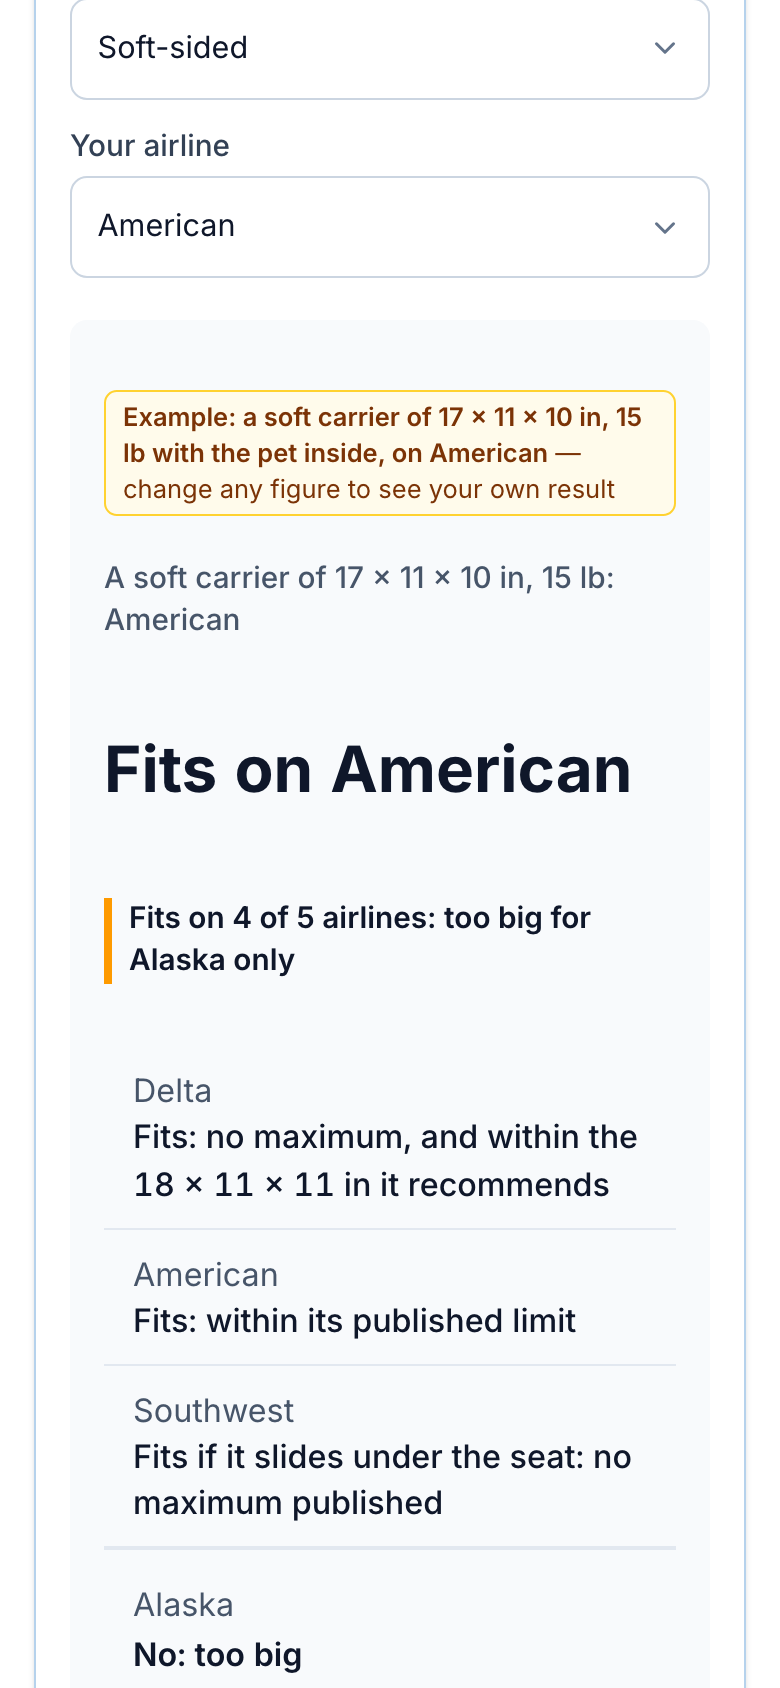 Soft-sided
Your airline
American
Example: a soft carrier of 17 × 11 × 10 in, 15
lb with the pet inside, on American —
change any figure to see your own result
A soft carrier of 17 × 11 × 10 in, 15 lb:
American
Fits on American
Fits on 4 of 5 airlines: too big for
Alaska only
Delta
Fits: no maximum, and within the
18 × 11 × 11 in it recommends
American
Fits: within its published limit
Southwest
Fits if it slides under the seat: no
maximum published
Alaska
No: too big